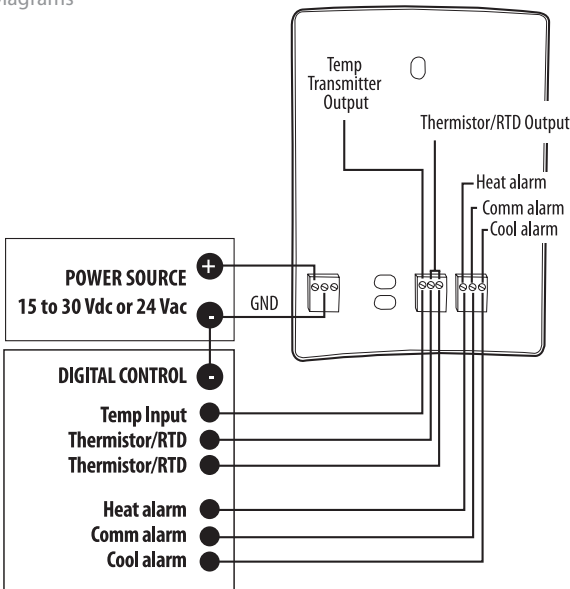 Temp
Transmitter
Output
Thermistor/RTD Output
Heat alarm
Comm alarm
Cool alarm
+
POWER SOURCE
15 to 30 Vdc or 24 Vac
-
GND
DIGITAL CONTROL
-
Temp Input
Thermistor/RTD
Thermistor/RTD
Heat alarm
Comm alarm
Cool alarm